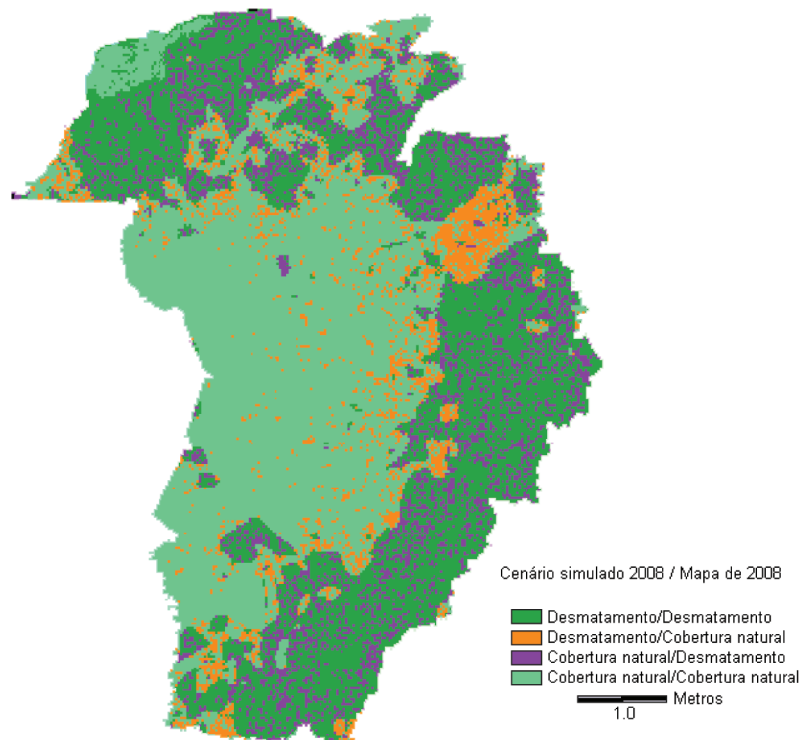 Cenário simulado 2008 / Mapa de 2008
Desmatamento/Desmatamento
Desmatamento/Cobertura natural
Cobertura natural/Desmatamento
Cobertura natural/Cobertura natural
Metros
1.0